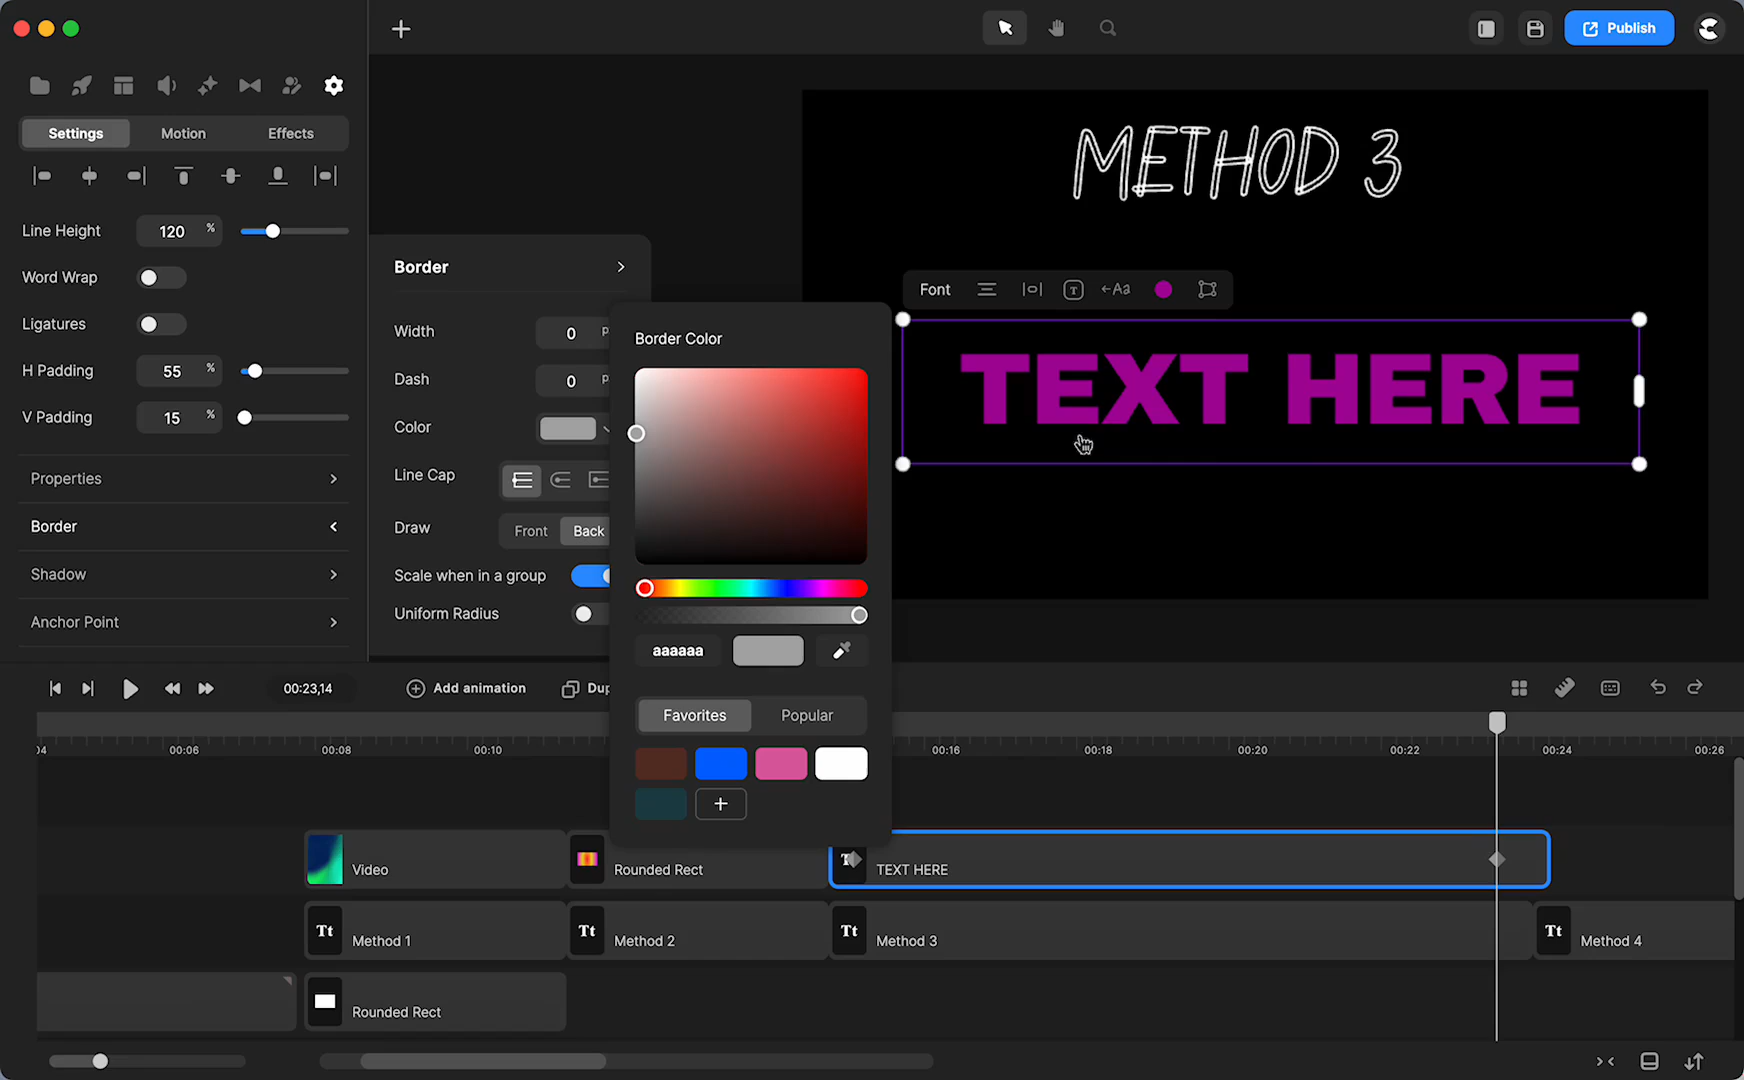 Publish
Settings Motion Effects
Line Height 120 %
Word Wrap
Ligatures
H Padding 55 %
V Padding 15 %
Properties
Border
Shadow
Anchor Point
Border
Width 0 p
Dash 0 p
Color
Line Cap
Draw Front Back
Scale when in a group
Uniform Radius
Border Color
aaaaaa
Favorites Popular
METHOD 3
Font Aa
TEXT HERE
00:23,14 Add animation Dup
04 00:06 00:08 00:10 00:16 00:18 00:20 00:22 00:24 00:26
Video Rounded Rect TEXT HERE
Tt Method 1 Tt Method 2 Tt Method 3 Tt Method 4
Rounded Rect